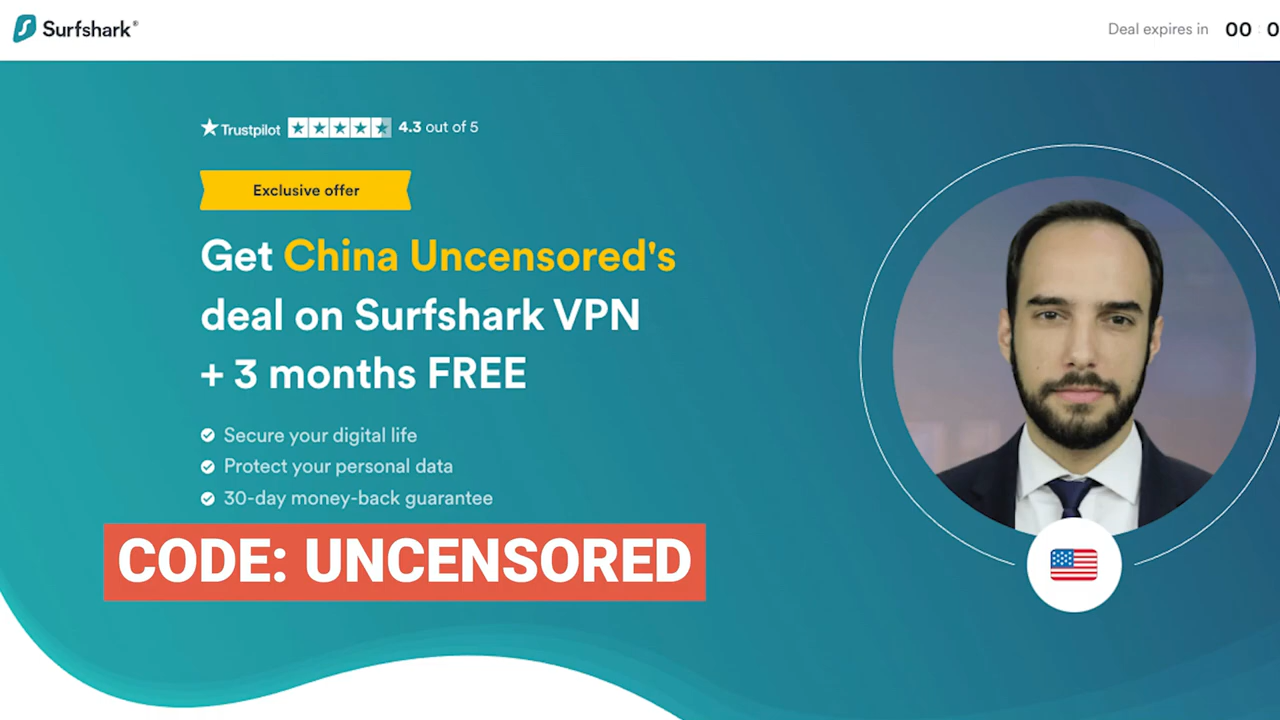 Surfshark®
Deal expires in 00 : 0
Trustpilot 4.3 out of 5
Exclusive offer
Get China Uncensored's
deal on Surfshark VPN
+ 3 months FREE
Secure your digital life
Protect your personal data
30-day money-back guarantee
CODE: UNCENSORED